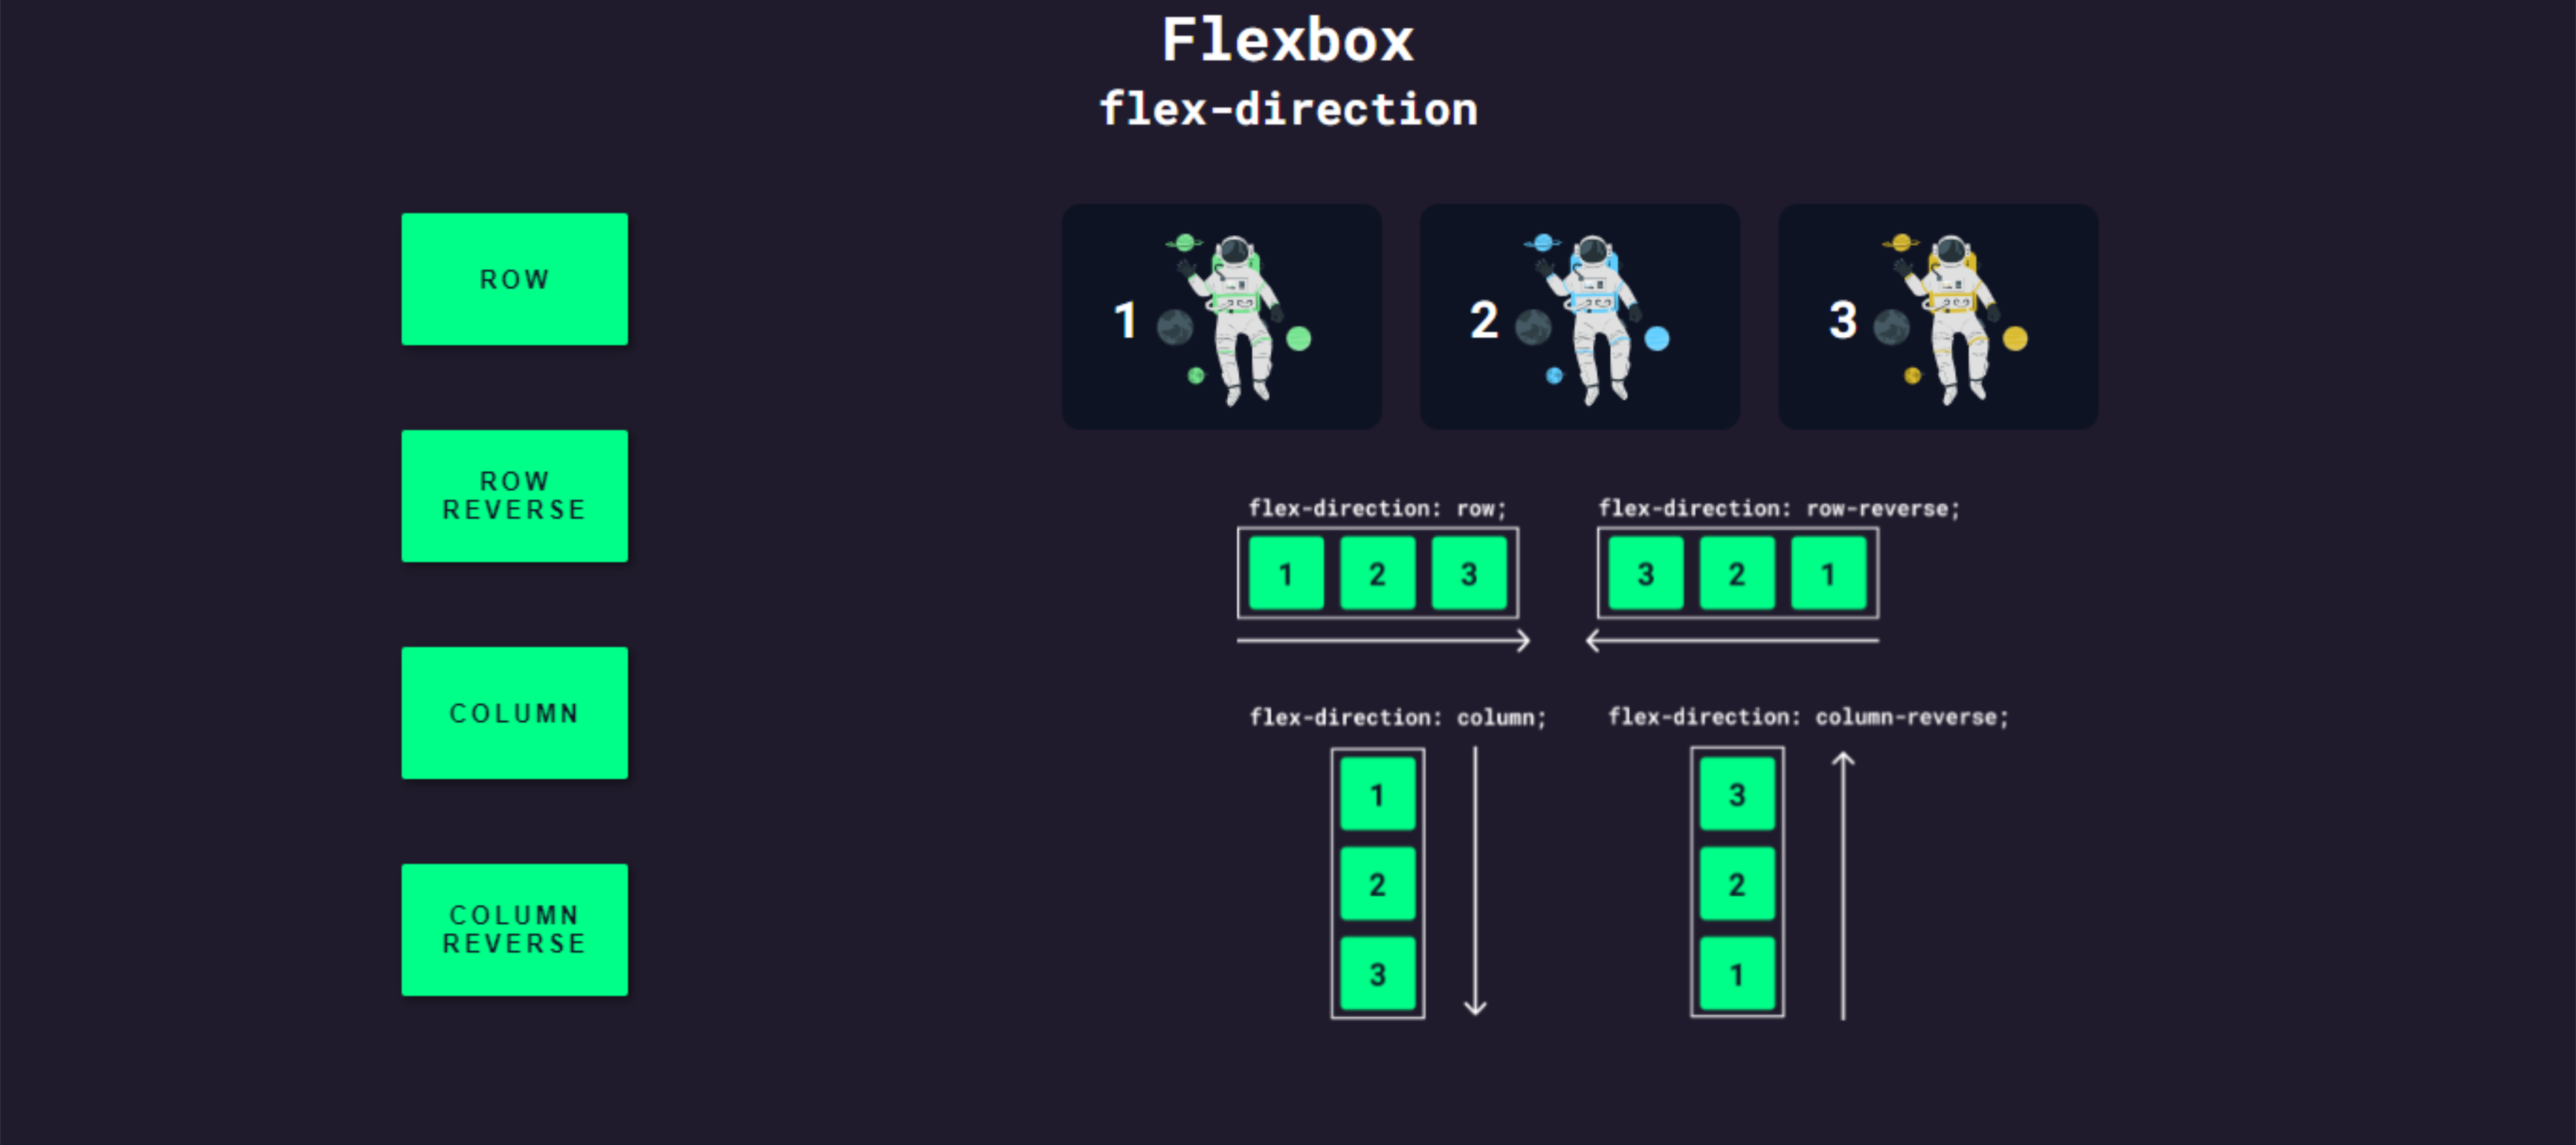 Flexbox
flex-direction
ROW
ROW
REVERSE
COLUMN
COLUMN
REVERSE
1
2
3
flex-direction: row;
1 2 3
flex-direction: row-reverse;
3 2 1
flex-direction: column;
1
2
3
flex-direction: column-reverse;
3
2
1